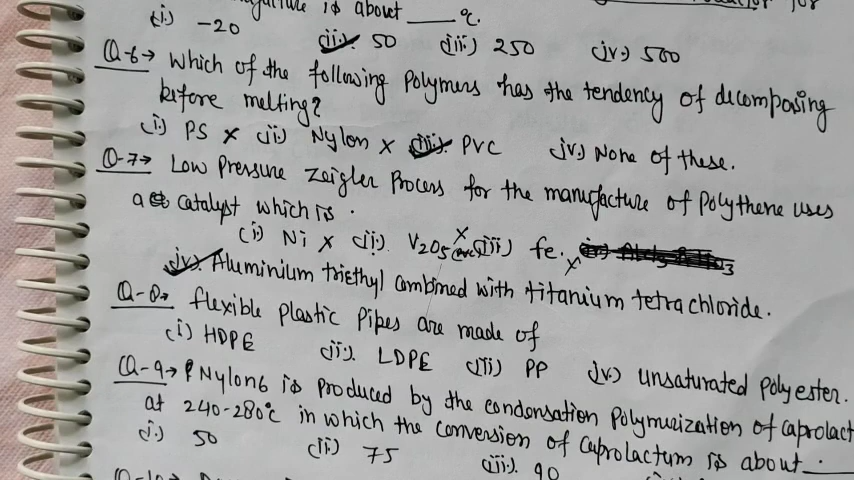 is about ___ °C.
(i) -20 (ii) 50 (iii) 250 (iv) 500
Q-6→ Which of the following Polymers has the tendency of decomposing
before melting?
(i) PS × (ii) Nylon × (iii) PVC (iv) None of these.
Q-7→ Low Pressure Zeigler Process for the manufacture of Polythene uses
a catalyst which is .
(i) Ni × (ii) V2O5 × (iii) fe. ×
(iv) Aluminium triethyl combined with titanium tetrachloride.
Q-8→ flexible plastic Pipes are made of
(i) HDPE (ii) LDPE (iii) PP (iv) Unsaturated Polyester.
Q-9→ Nylon6 is Produced by the condensation Polymerization of caprolact
at 240-280°C in which the conversion of caprolactum is about .
(i) 50 (ii) 75 (iii) 90